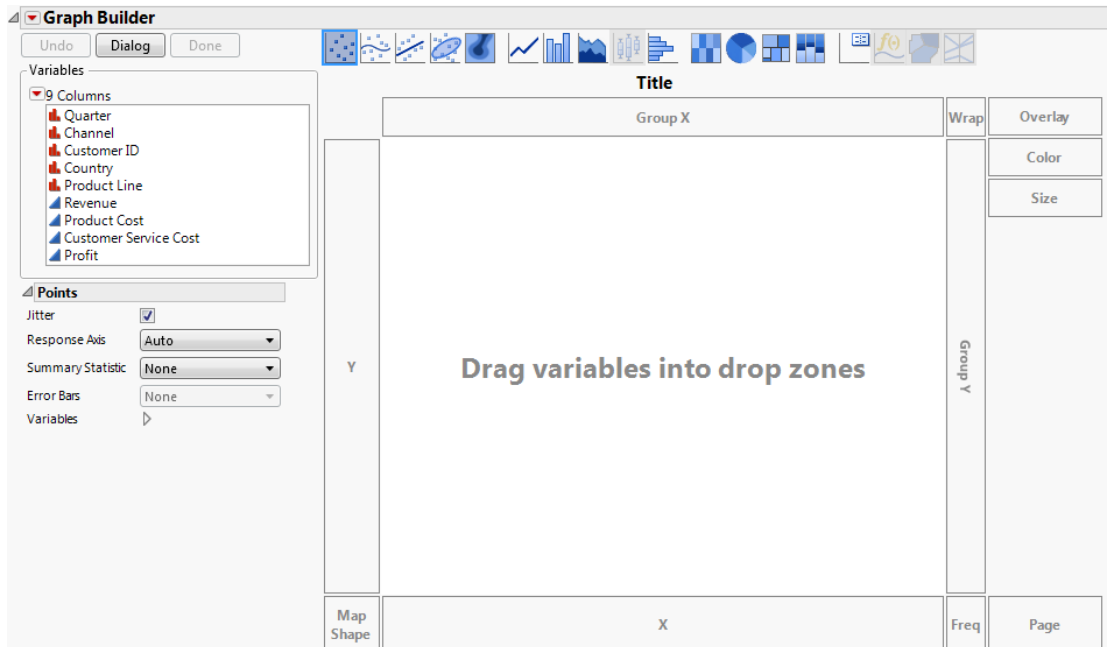 Graph Builder
Undo Dialog Done
Variables
9 Columns
Quarter
Channel
Customer ID
Country
Product Line
Revenue
Product Cost
Customer Service Cost
Profit
Points
Jitter
Response Axis Auto
Summary Statistic None
Error Bars None
Variables
Title
Group X
Wrap
Overlay
Color
Size
Y
Drag variables into drop zones
Group Y
Map
Shape
X
Freq
Page